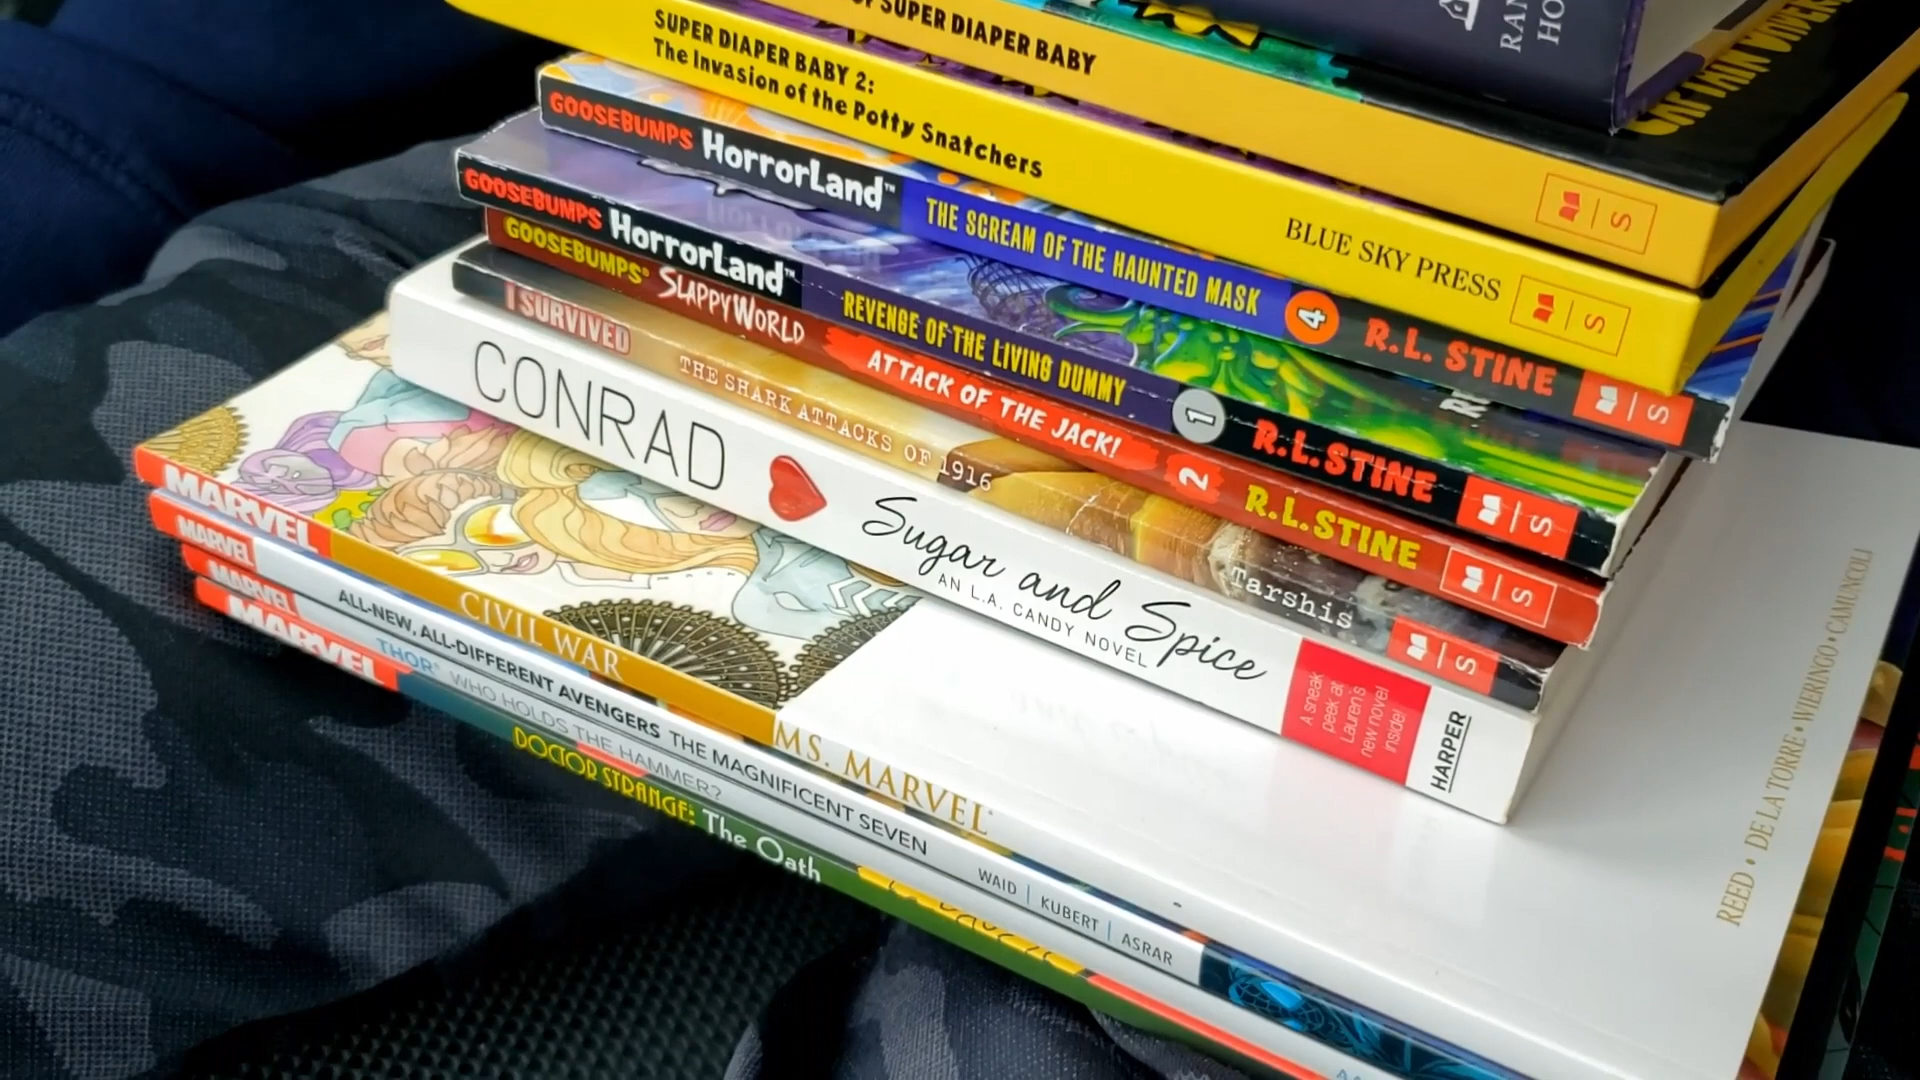 RAN
HO
OF SUPER DIAPER BABY
SUPER DIAPER BABY 2:
The Invasion of the Potty Snatchers
BLUE SKY PRESS
S
S
GOOSEBUMPS HorrorLand™ THE SCREAM OF THE HAUNTED MASK 4 R.L. STINE S
GOOSEBUMPS HorrorLand™ REVENGE OF THE LIVING DUMMY 1 R.L. STINE S
GOOSEBUMPS® SLAPPYWORLD ATTACK OF THE JACK! 2 R.L. STINE S
I SURVIVED THE SHARK ATTACKS OF 1916 Tarshis S
CONRAD Sugar and Spice
AN L.A. CANDY NOVEL
A sneak
peek at
Lauren's
new novel
inside!
HARPER
MARVEL CIVIL WAR MS. MARVEL
REED • DE LA TORRE • WIERINGO • CAMUNCOLI
MARVEL ALL-NEW, ALL-DIFFERENT AVENGERS THE MAGNIFICENT SEVEN WAID | KUBERT | ASRAR
MARVEL THOR® WHO HOLDS THE HAMMER?
MARVEL DOCTOR STRANGE: The Oath